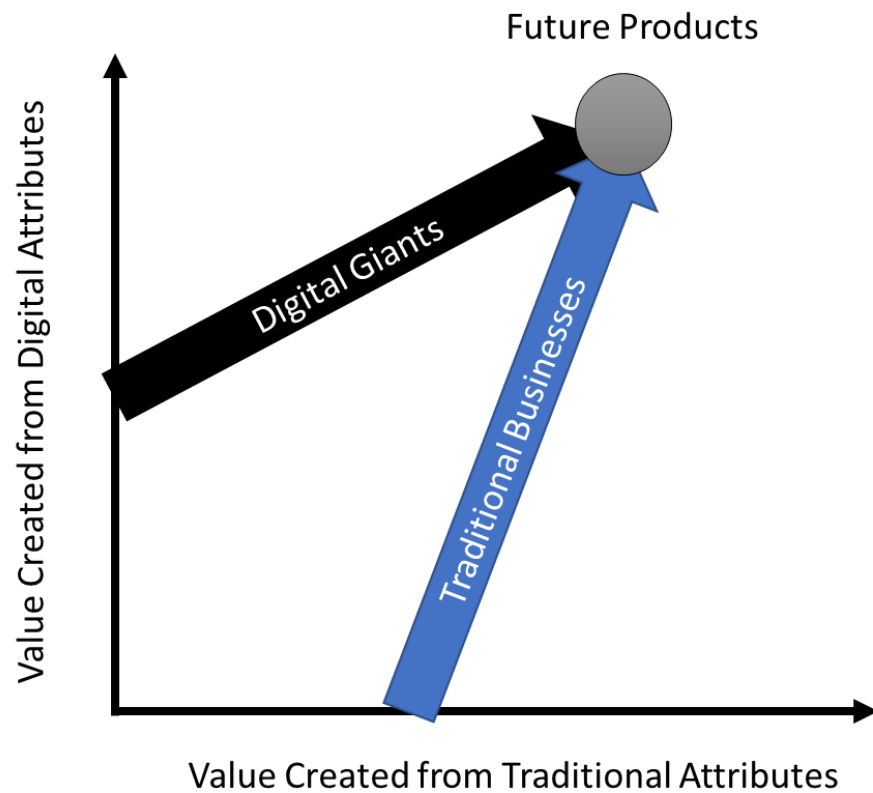 Future Products
Value Created from Digital Attributes
Digital Giants
Traditional Businesses
Value Created from Traditional Attributes